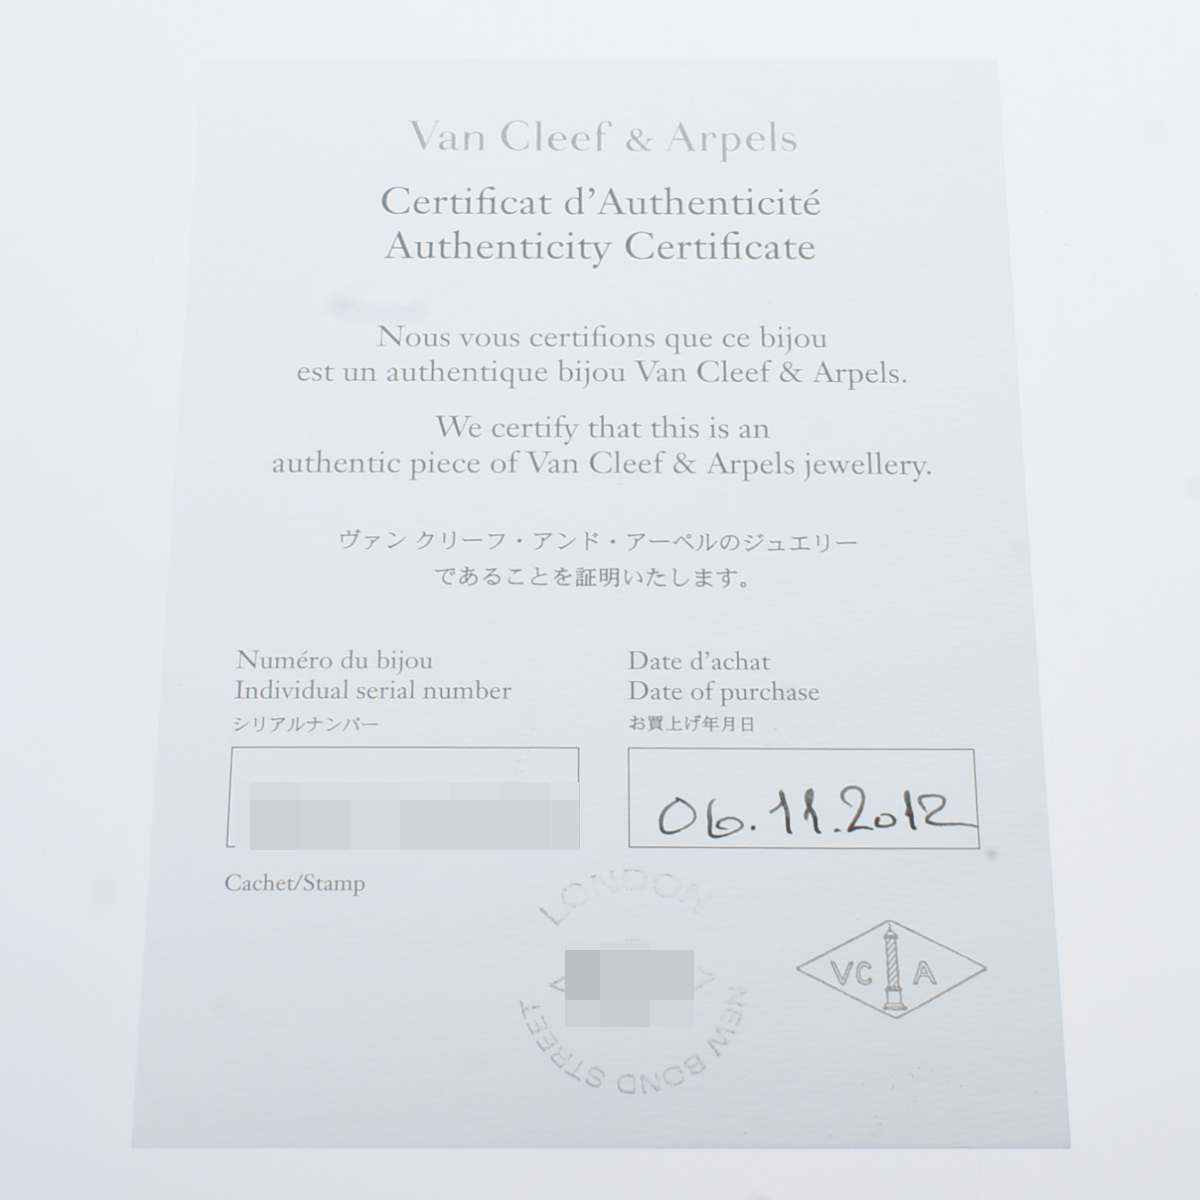 Van Cleef & Arpels
Certificat d'Authenticité
Authenticity Certificate
Nous vous certifions que ce bijou
est un authentique bijou Van Cleef & Arpels.
We certify that this is an
authentic piece of Van Cleef & Arpels jewellery.
ヴァン クリーフ・アンド・アーペルのジュエリー
であることを証明いたします。
Numéro du bijou
Individual serial number
シリアルナンバー
Date d'achat
Date of purchase
お買上げ年月日
06.11.2012
Cachet/Stamp
LONDON
NEW BOND STREET
VC A